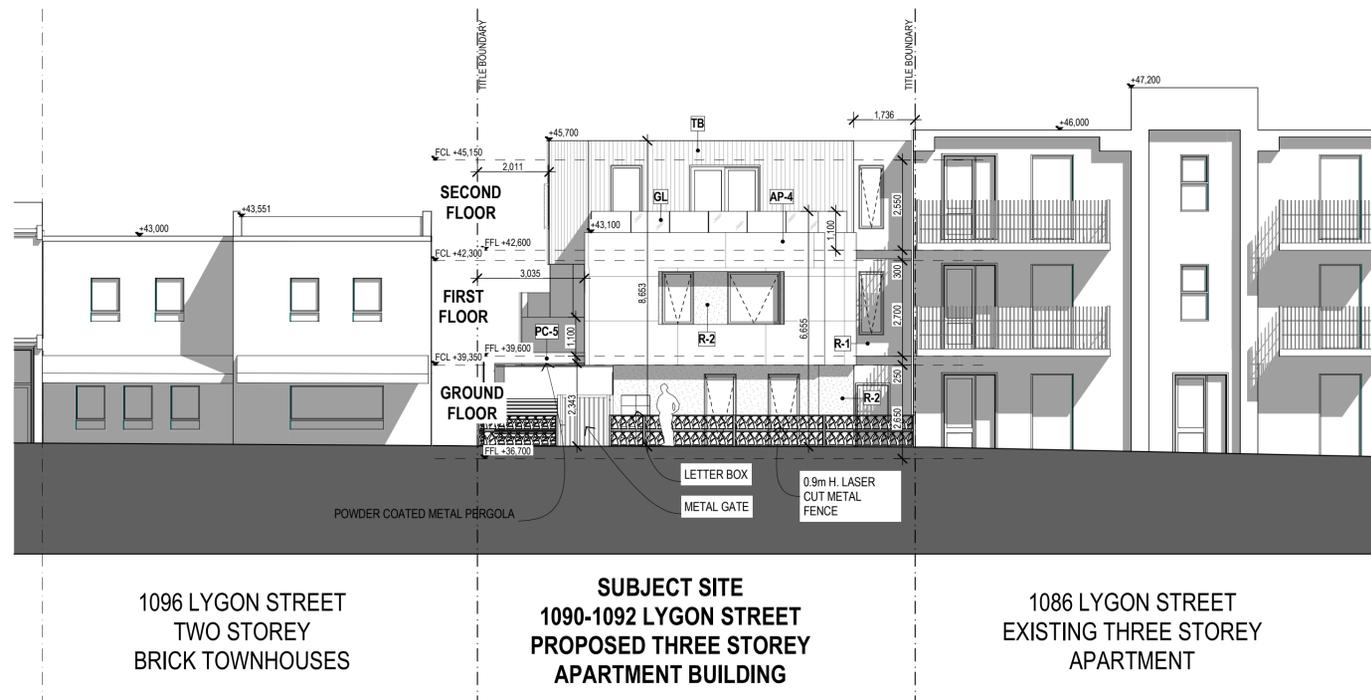 TITLE BOUNDARY
TITLE BOUNDARY
+47,200
1,736
+46,000
TB
+45,700
FCL +45,150
2,011
SECOND
FLOOR
GL
AP-4
2,550
+43,551
+43,000
+43,100
1,100
FFL +42,600
FCL +42,300
3,035
300
FIRST
FLOOR
8,653
2,700
PC-5
1,100
R-2
6,655
R-1
FFL +39,600
FCL +39,350
250
GROUND
FLOOR
2,343
R-2
2,650
FFL +36,700
LETTER BOX
0.9m H. LASER
CUT METAL
FENCE
METAL GATE
POWDER COATED METAL PERGOLA
1096 LYGON STREET
TWO STOREY
BRICK TOWNHOUSES
SUBJECT SITE
1090-1092 LYGON STREET
PROPOSED THREE STOREY
APARTMENT BUILDING
1086 LYGON STREET
EXISTING THREE STOREY
APARTMENT